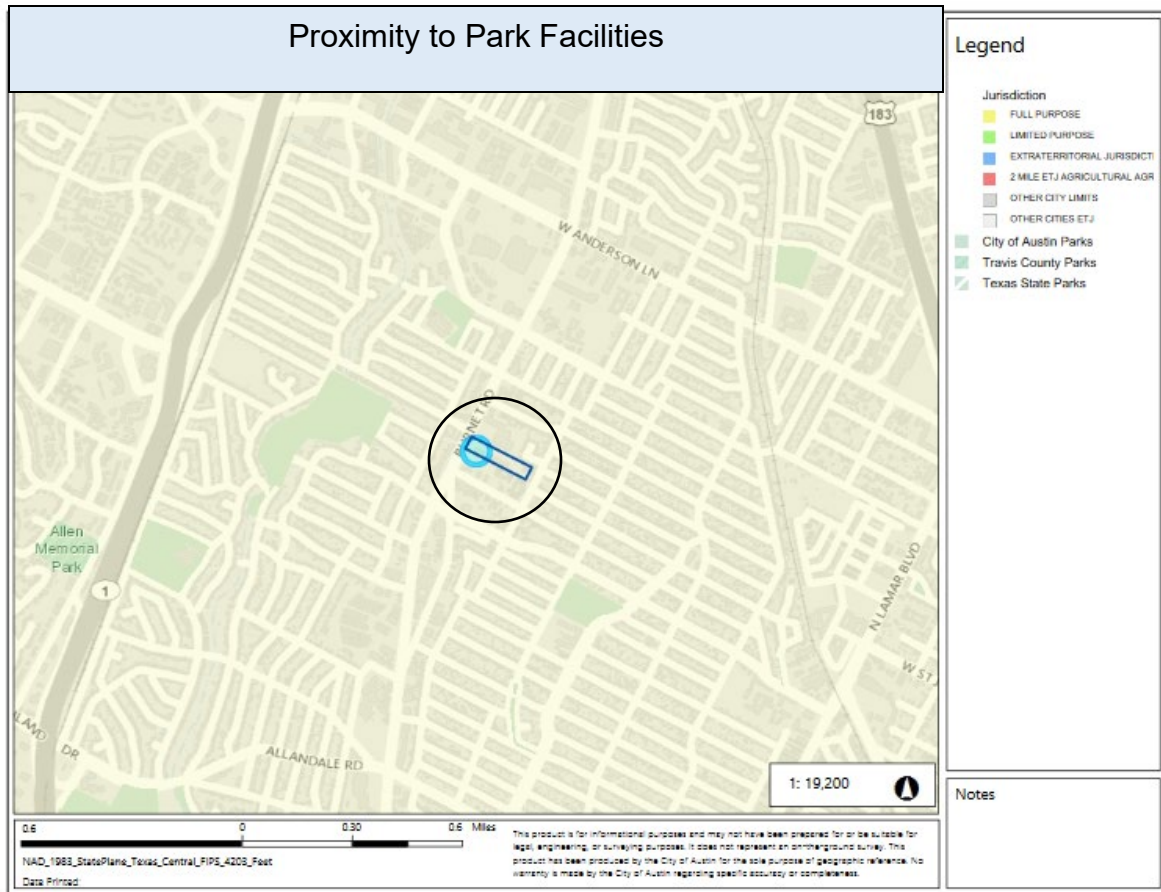 Proximity to Park Facilities
183
W ANDERSON LN
BURNET RD
Allen
Memorial
Park
1
N LAMAR BLVD
W ST J
LAND DR
ALLANDALE RD
1: 19,200
Legend
Jurisdiction
FULL PURPOSE
LIMITED PURPOSE
EXTRATERRITORIAL JURISDICTI
2 MILE ETJ AGRICULTURAL AGR
OTHER CITY LIMITS
OTHER CITIES ETJ
City of Austin Parks
Travis County Parks
Texas State Parks
Notes
0.6 0 0.30 0.6 Miles
NAD_1983_StatePlane_Texas_Central_FIPS_4203_Feet
Date Printed:
This product is for informational purposes and may not have been prepared for or be suitable for
legal, engineering, or surveying purposes. It does not represent an on-the-ground survey. This
product has been produced by the City of Austin for the sole purpose of geographic reference. No
warranty is made by the City of Austin regarding specific accuracy or completeness.